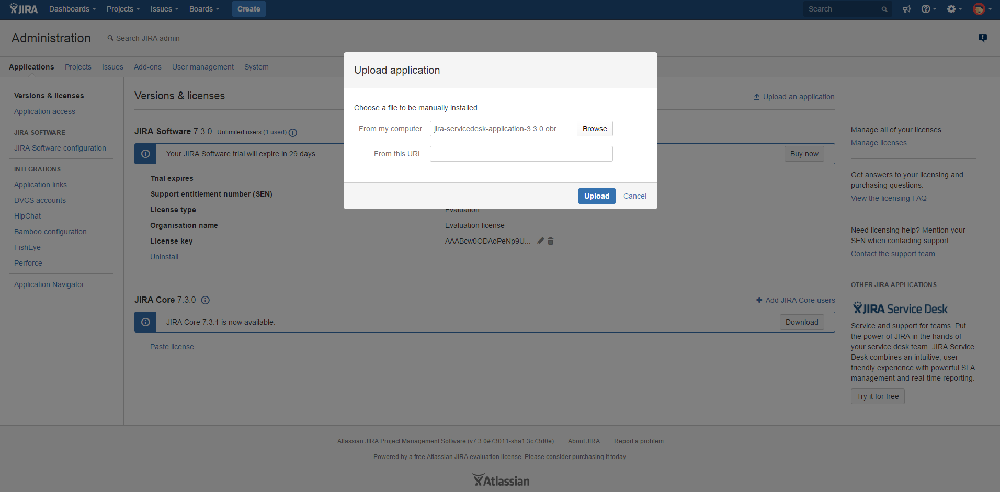 JIRA Dashboards Projects Issues Boards Create Search
Administration Search JIRA admin
Applications Projects Issues Add-ons User management System
Upload application
Choose a file to be manually installed
From my computer jira-servicedesk-application-3.3.0.obr Browse
From this URL
Upload Cancel
Versions & licenses
Application access
JIRA SOFTWARE
JIRA Software configuration
INTEGRATIONS
Application links
DVCS accounts
HipChat
Bamboo configuration
FishEye
Perforce
Application Navigator
Versions & licenses Upload an application
JIRA Software 7.3.0 Unlimited users (1 used)
Your JIRA Software trial will expire in 29 days. Buy now
Trial expires
Support entitlement number (SEN)
License type Evaluation
Organisation name Evaluation license
License key AAABcw0ODAoPeNp9U...
Uninstall
JIRA Core 7.3.0 Add JIRA Core users
JIRA Core 7.3.1 is now available. Download
Paste license
Manage all of your licenses.
Manage licenses
Get answers to your licensing and
purchasing questions.
View the licensing FAQ
Need licensing help? Mention your
SEN when contacting support.
Contact the support team
OTHER JIRA APPLICATIONS
JIRA Service Desk
Service and support for teams. Put
the power of JIRA in the hands of
your service desk team. JIRA Service
Desk combines an intuitive, user-
friendly experience with powerful SLA
management and real-time reporting.
Try it for free
Atlassian JIRA Project Management Software (v7.3.0#73011-sha1:3c73d0e) · About JIRA · Report a problem
Powered by a free Atlassian JIRA evaluation license. Please consider purchasing it today.
Atlassian